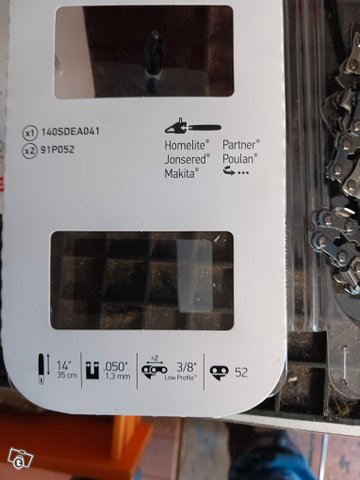 x1 140SDEA041
x2 91P052
Homelite® Partner®
Jonsered® Poulan®
Makita®
14" .050" ÷2 3/8" 52
35 cm 1,3 mm Low Profile™